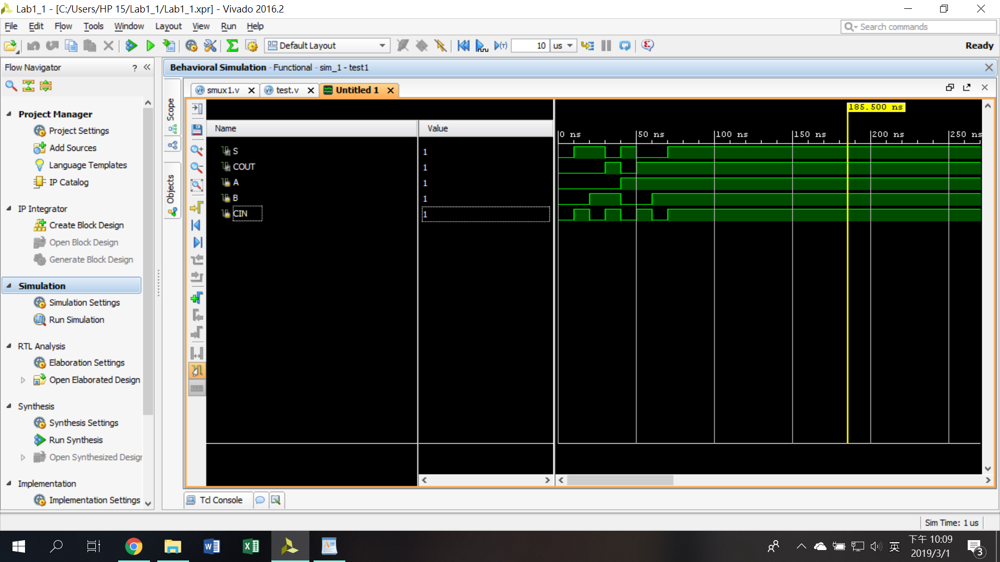 Lab1_1 - [C:/Users/HP 15/Lab1_1/Lab1_1.xpr] - Vivado 2016.2
File Edit Flow Tools Window Layout View Run Help
Search commands
Default Layout
10 us
Ready
Flow Navigator
Behavioral Simulation - Functional - sim_1 - test1
smux1.v test.v Untitled 1
Scope
Objects
Project Manager
Project Settings
Add Sources
Language Templates
IP Catalog
IP Integrator
Create Block Design
Open Block Design
Generate Block Design
Simulation
Simulation Settings
Run Simulation
RTL Analysis
Elaboration Settings
Open Elaborated Design
Synthesis
Synthesis Settings
Run Synthesis
Open Synthesized Desigr
Implementation
Implementation Settings
Name Value
S 1
COUT 1
A 1
B 1
CIN 1
185.500 ns
0 ns 50 ns 100 ns 150 ns 200 ns 250 ns
Tcl Console
Sim Time: 1 us
英
下午 10:09
2019/3/1
3